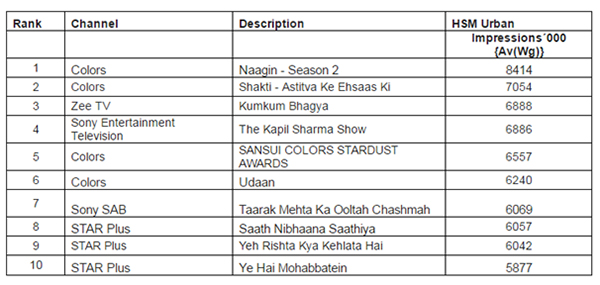 Rank Channel Description HSM Urban
Impressions´000
{Av(Wg)}
1 Colors Naagin - Season 2 8414
2 Colors Shakti - Astitva Ke Ehsaas Ki 7054
3 Zee TV Kumkum Bhagya 6888
4 Sony Entertainment Television The Kapil Sharma Show 6886
5 Colors SANSUI COLORS STARDUST AWARDS 6557
6 Colors Udaan 6240
7 Sony SAB Taarak Mehta Ka Ooltah Chashmah 6069
8 STAR Plus Saath Nibhaana Saathiya 6057
9 STAR Plus Yeh Rishta Kya Kehlata Hai 6042
10 STAR Plus Ye Hai Mohabbatein 5877